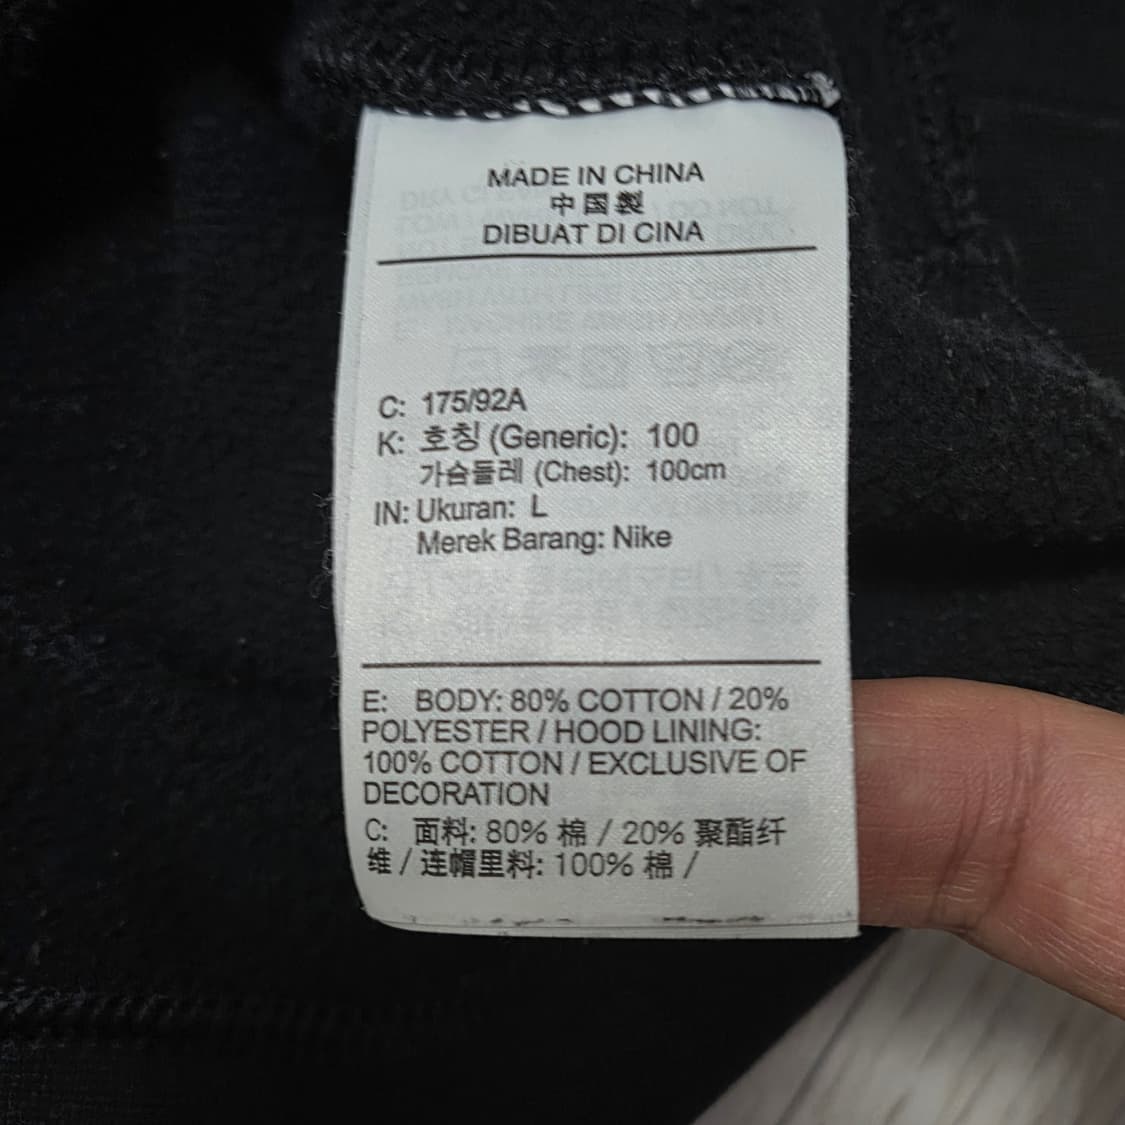 MADE IN CHINA
中国製
DIBUAT DI CINA
C: 175/92A
K: 호칭 (Generic): 100
가슴둘레 (Chest): 100cm
IN: Ukuran: L
Merek Barang: Nike
E: BODY: 80% COTTON / 20%
POLYESTER / HOOD LINING:
100% COTTON / EXCLUSIVE OF
DECORATION
C: 面料: 80% 棉 / 20% 聚酯纤
维 / 连帽里料: 100% 棉 /